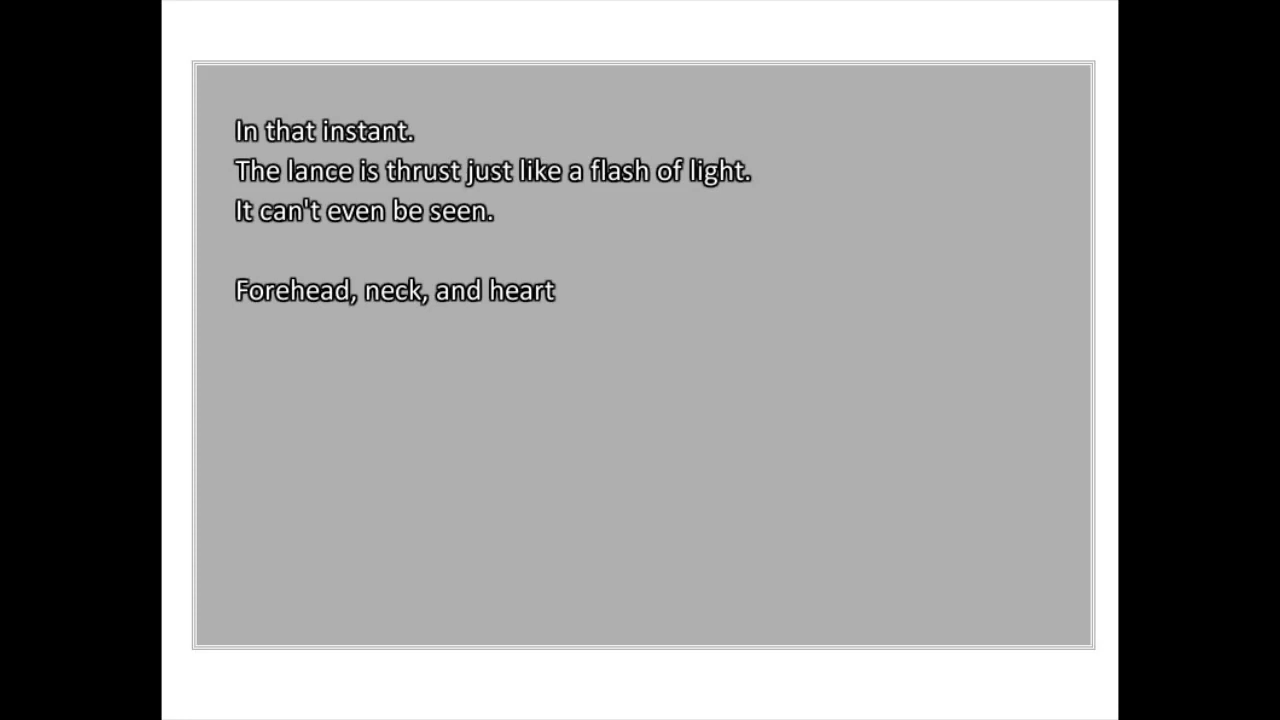 In that instant.
The lance is thrust just like a flash of light.
It can't even be seen.
Forehead, neck, and heart